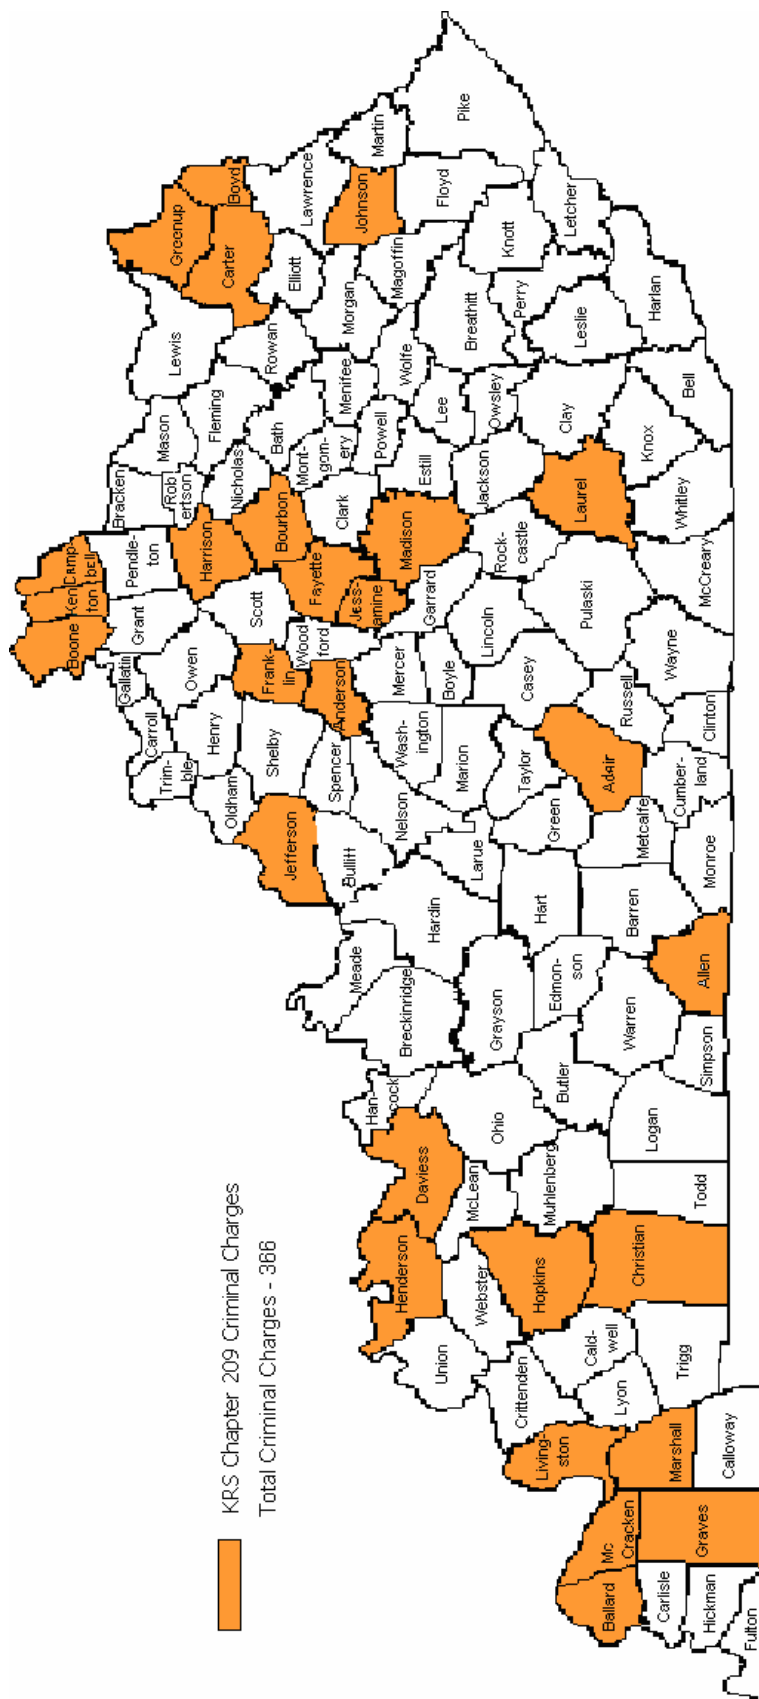 KRS Chapter 209 Criminal Charges
Total Criminal Charges - 366
Boone
Ken
ton
Camp-
bell
Gallatin
Grant
Pendle-
ton
Bracken
Mason
Lewis
Greenup
Boyd
Carter
Carroll
Trim-
ble
Owen
Henry
Oldham
Harrison
Rob
ertson
Nicholas
Fleming
Rowan
Elliott
Lawrence
Jefferson
Shelby
Frank-
lin
Scott
Bourbon
Bath
Mont-
gom-
ery
Menifee
Morgan
Johnson
Martin
Spencer
Anderson
Wood
ford
Fayette
Clark
Powell
Wolfe
Magoffin
Floyd
Pike
Bullitt
Nelson
Wash-
ington
Mercer
Jess-
amine
Madison
Estill
Lee
Breathitt
Knott
Meade
Breckinridge
Hardin
Larue
Marion
Boyle
Garrard
Lincoln
Rock-
castle
Jackson
Owsley
Perry
Letcher
Han-
cock
Daviess
Henderson
Union
Webster
McLean
Ohio
Grayson
Hart
Green
Taylor
Casey
Pulaski
Laurel
Clay
Leslie
Harlan
Crittenden
Hopkins
Muhlenberg
Butler
Edmon-
son
Barren
Metcalfe
Adair
Russell
Wayne
McCreary
Whitley
Knox
Bell
Living-
ston
Lyon
Cald-
well
Christian
Todd
Logan
Warren
Simpson
Allen
Monroe
Cumber-
land
Clinton
Ballard
Mc
Cracken
Marshall
Trigg
Carlisle
Graves
Calloway
Hickman
Fulton